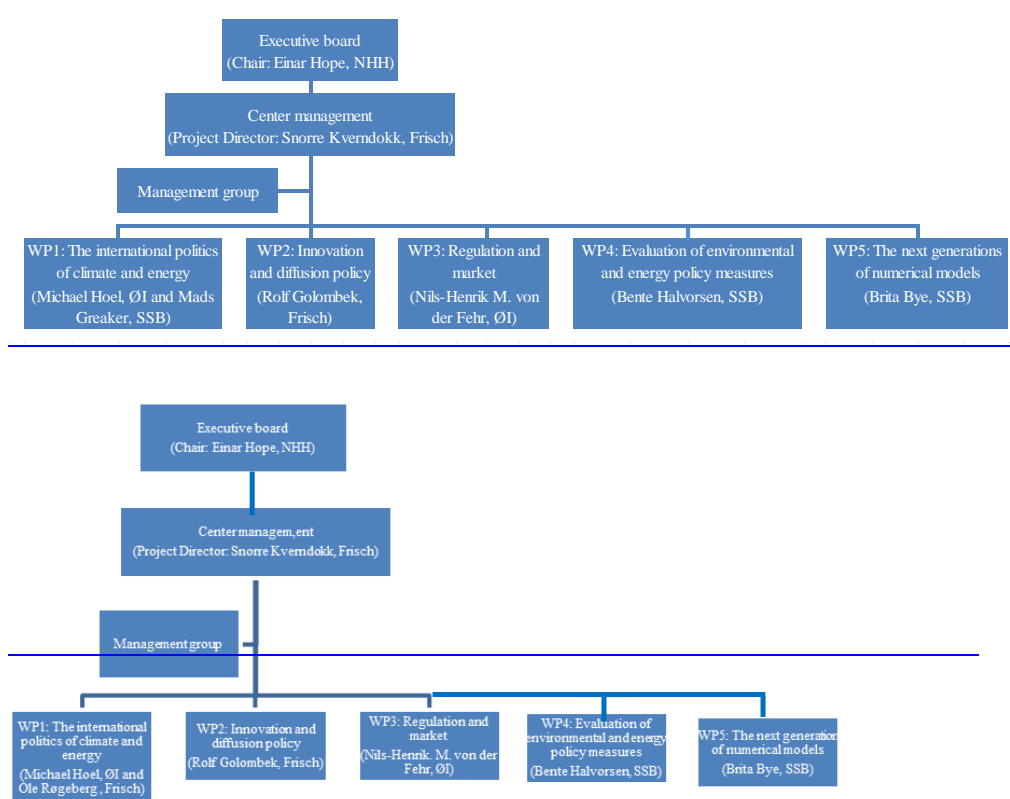 Executive board
(Chair: Einar Hope, NHH)
Center management
(Project Director: Snorre Kverndokk, Frisch)
Management group
WP1: The international politics
of climate and energy
(Michael Hoel, ØI and Mads
Greaker, SSB)
WP2: Innovation
and diffusion policy
(Rolf Golombek,
Frisch)
WP3: Regulation and
market
(Nils-Henrik M. von
der Fehr, ØI)
WP4: Evaluation of environmental
and energy policy measures
(Bente Halvorsen, SSB)
WP5: The next generations
of numerical models
(Brita Bye, SSB)
Executive board
(Chair: Einar Hope, NHH)
Center managem,ent
(Project Director: Snorre Kverndokk, Frisch)
Management group
WP1: The international
politics of climate and
energy
(Michael Hoel, ØI and
Ole Røgeberg , Frisch)
WP2: Innovation and
diffusion policy
(Rolf Golombek, Frisch)
WP3: Regulation and
market
(Nils-Henrik. M. von der
Fehr, ØI)
WP4: Evaluation of
environmental and energy
policy measures
(Bente Halvorsen, SSB)
WP5: The next generation
of numerical models
(Brita Bye, SSB)